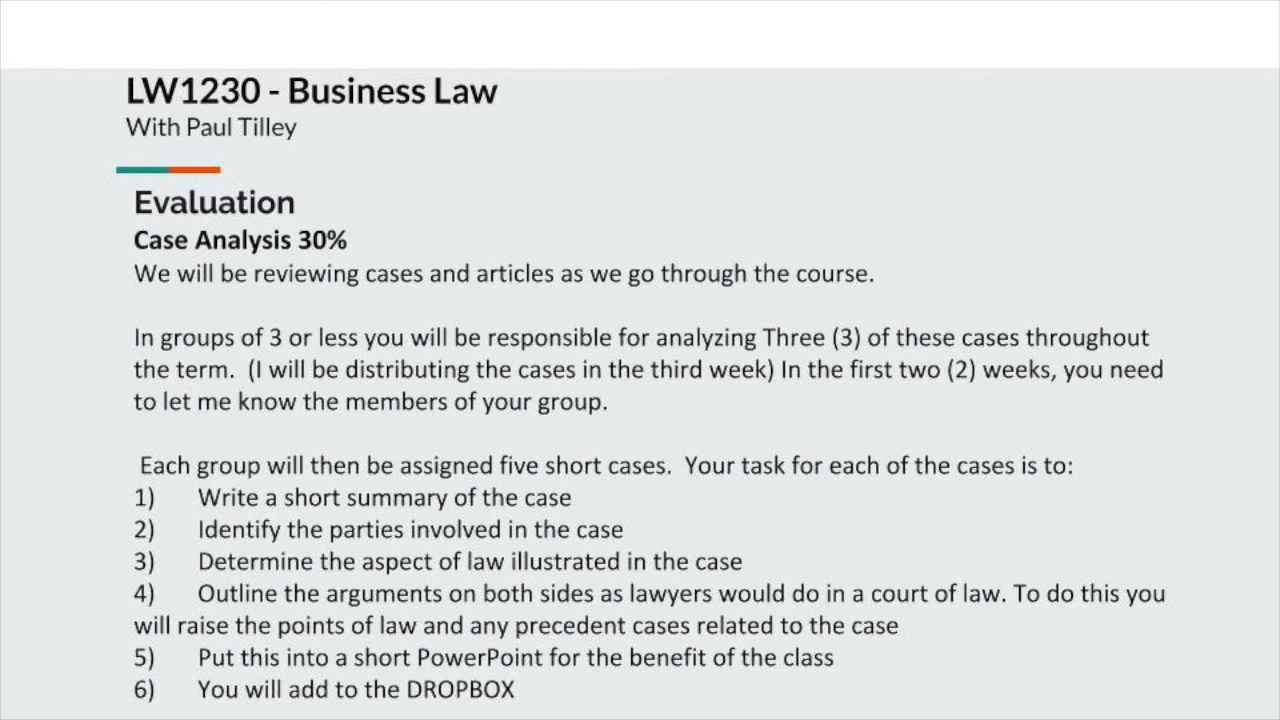 LW1230 - Business Law
With Paul Tilley
Evaluation
Case Analysis 30%
We will be reviewing cases and articles as we go through the course.
In groups of 3 or less you will be responsible for analyzing Three (3) of these cases throughout
the term.  (I will be distributing the cases in the third week) In the first two (2) weeks, you need
to let me know the members of your group.
Each group will then be assigned five short cases.  Your task for each of the cases is to:
1) Write a short summary of the case
2) Identify the parties involved in the case
3) Determine the aspect of law illustrated in the case
4) Outline the arguments on both sides as lawyers would do in a court of law. To do this you
will raise the points of law and any precedent cases related to the case
5) Put this into a short PowerPoint for the benefit of the class
6) You will add to the DROPBOX